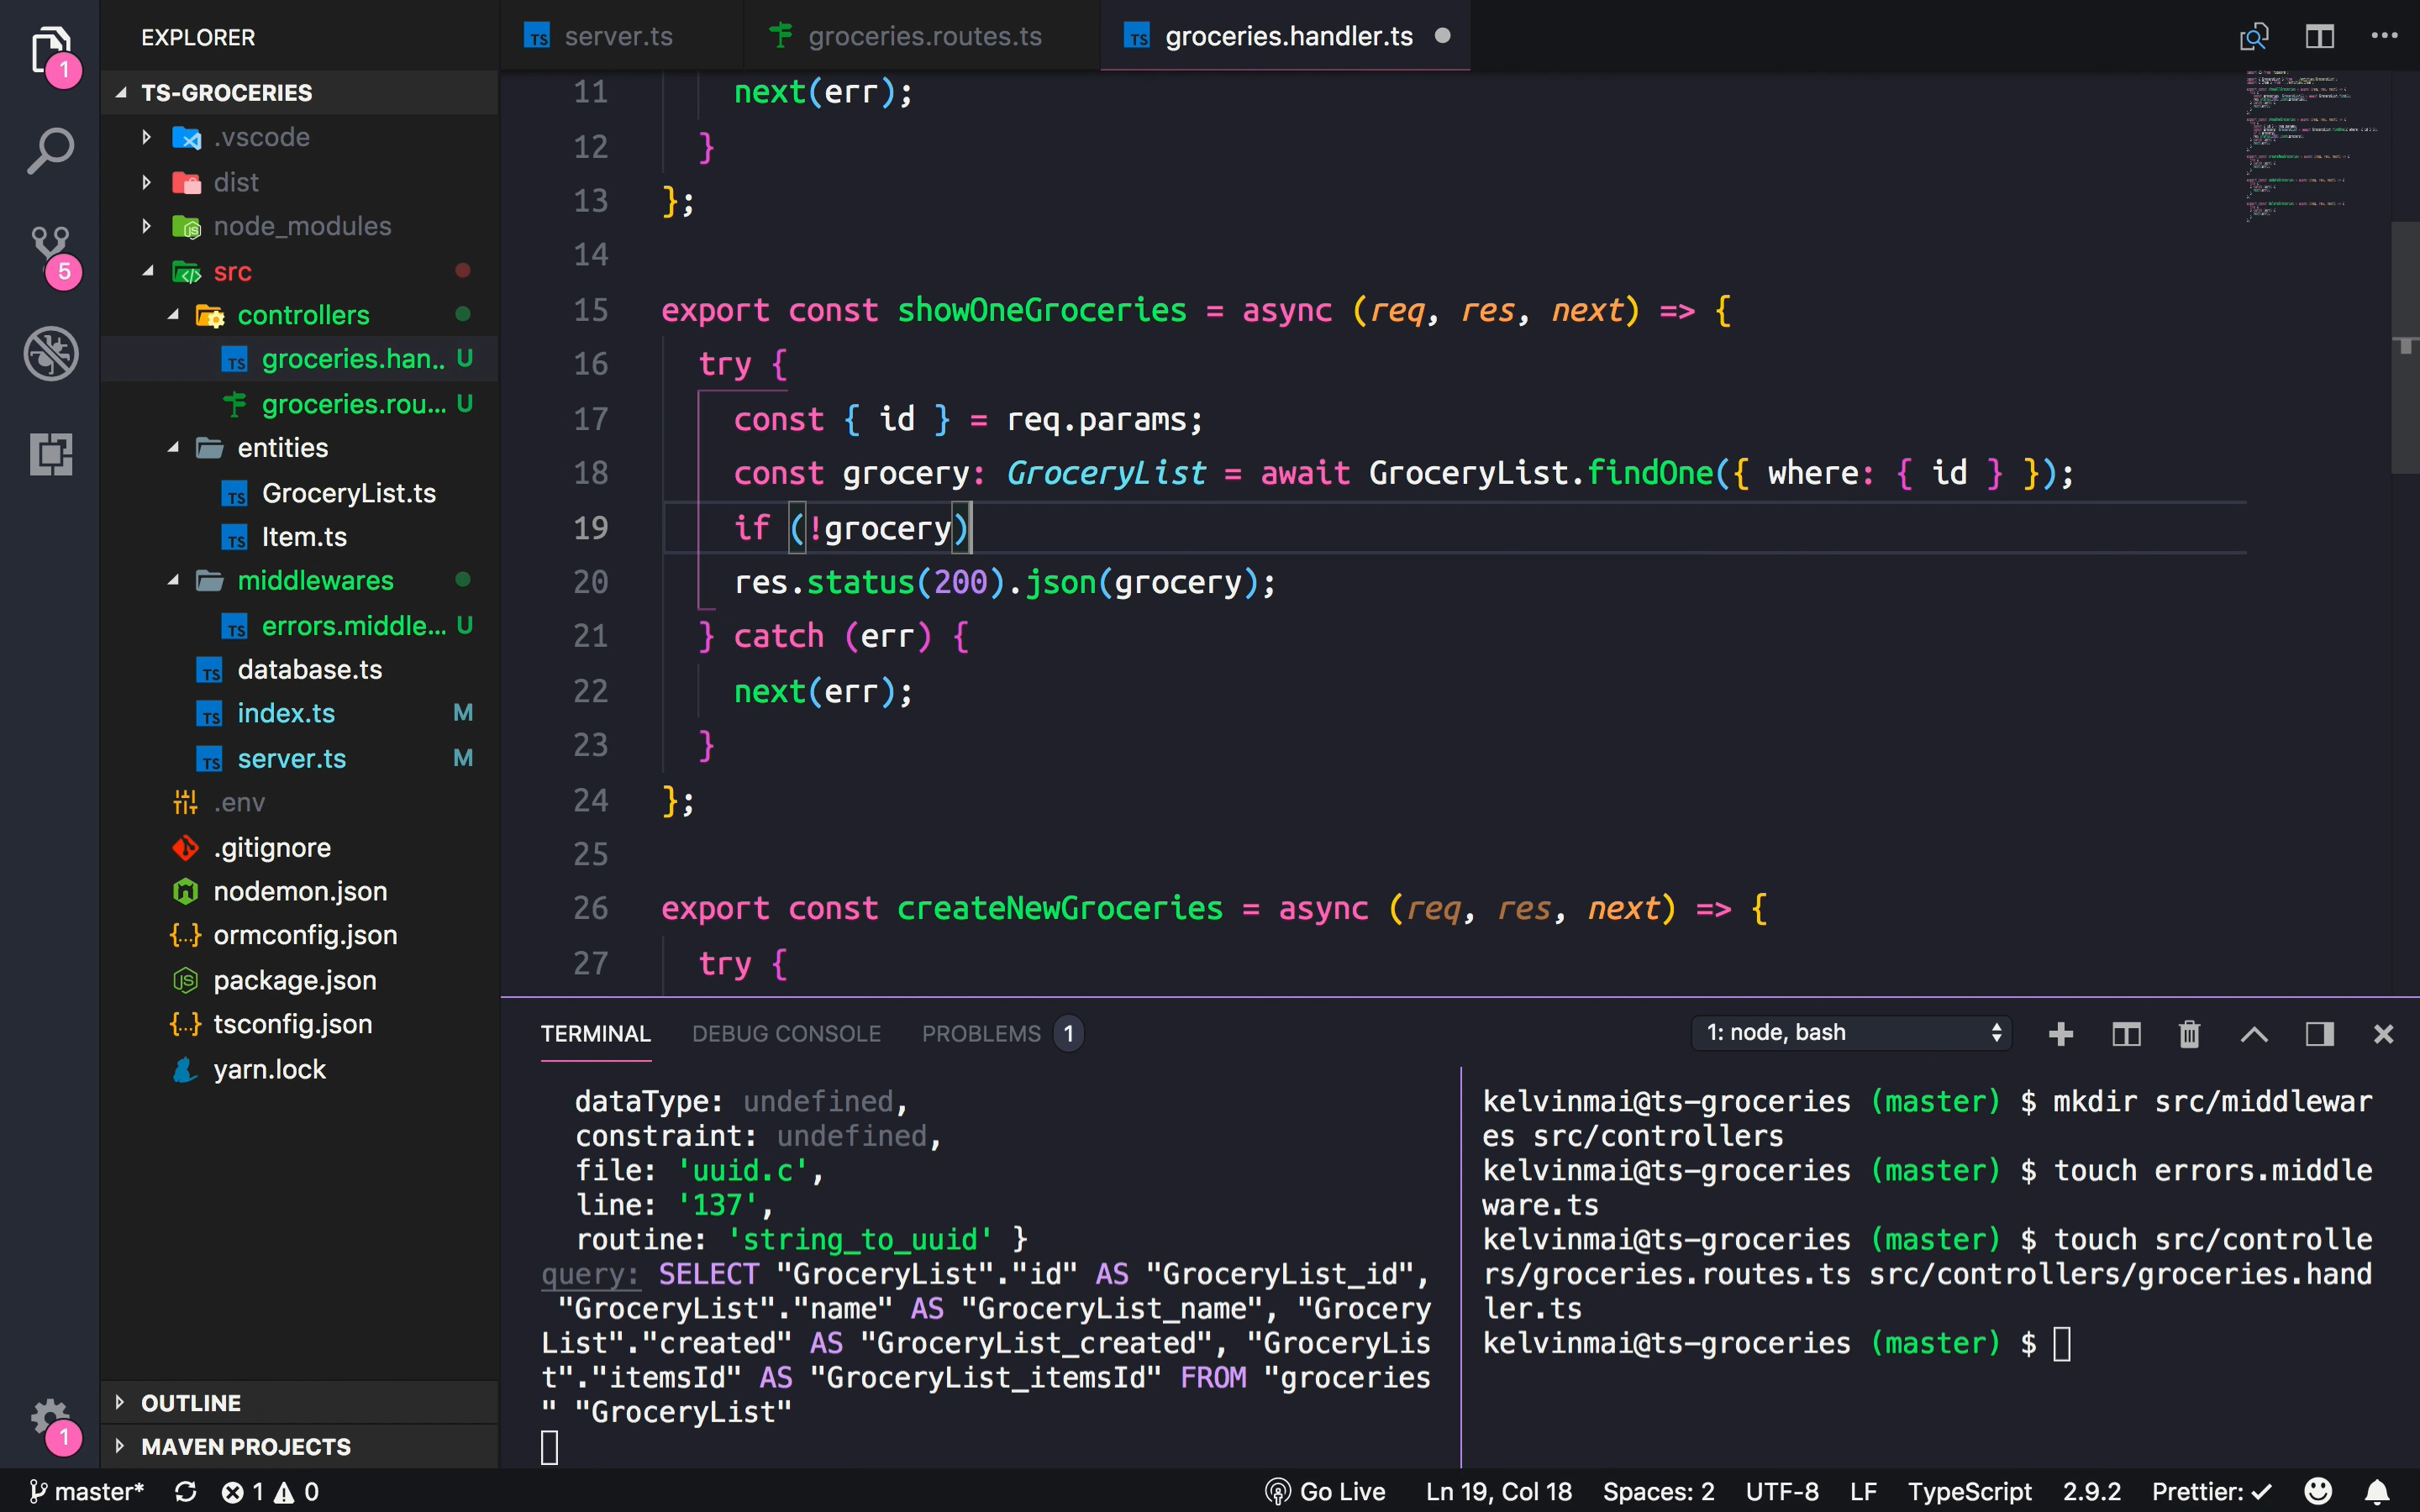 EXPLORER
TS-GROCERIES
.vscode
dist
node_modules
src
controllers
groceries.han.. U
groceries.rou... U
entities
GroceryList.ts
Item.ts
middlewares
errors.middle... U
database.ts
index.ts M
server.ts M
.env
.gitignore
nodemon.json
ormconfig.json
package.json
tsconfig.json
yarn.lock
OUTLINE
MAVEN PROJECTS
1
5
1
server.ts groceries.routes.ts groceries.handler.ts
11 next(err);
12 }
13 };
14
15 export const showOneGroceries = async (req, res, next) => {
16 try {
17 const { id } = req.params;
18 const grocery: GroceryList = await GroceryList.findOne({ where: { id } });
19 if (!grocery)
20 res.status(200).json(grocery);
21 } catch (err) {
22 next(err);
23 }
24 };
25
26 export const createNewGroceries = async (req, res, next) => {
27 try {
TERMINAL DEBUG CONSOLE PROBLEMS 1 1: node, bash
dataType: undefined,
constraint: undefined,
file: 'uuid.c',
line: '137',
routine: 'string_to_uuid' }
query: SELECT "GroceryList"."id" AS "GroceryList_id",
"GroceryList"."name" AS "GroceryList_name", "Grocery
List"."created" AS "GroceryList_created", "GroceryLis
t"."itemsId" AS "GroceryList_itemsId" FROM "groceries
" "GroceryList"
kelvinmai@ts-groceries (master) $ mkdir src/middlewar
es src/controllers
kelvinmai@ts-groceries (master) $ touch errors.middle
ware.ts
kelvinmai@ts-groceries (master) $ touch src/controlle
rs/groceries.routes.ts src/controllers/groceries.hand
ler.ts
kelvinmai@ts-groceries (master) $
master* 1 0 Go Live Ln 19, Col 18 Spaces: 2 UTF-8 LF TypeScript 2.9.2 Prettier: ✓